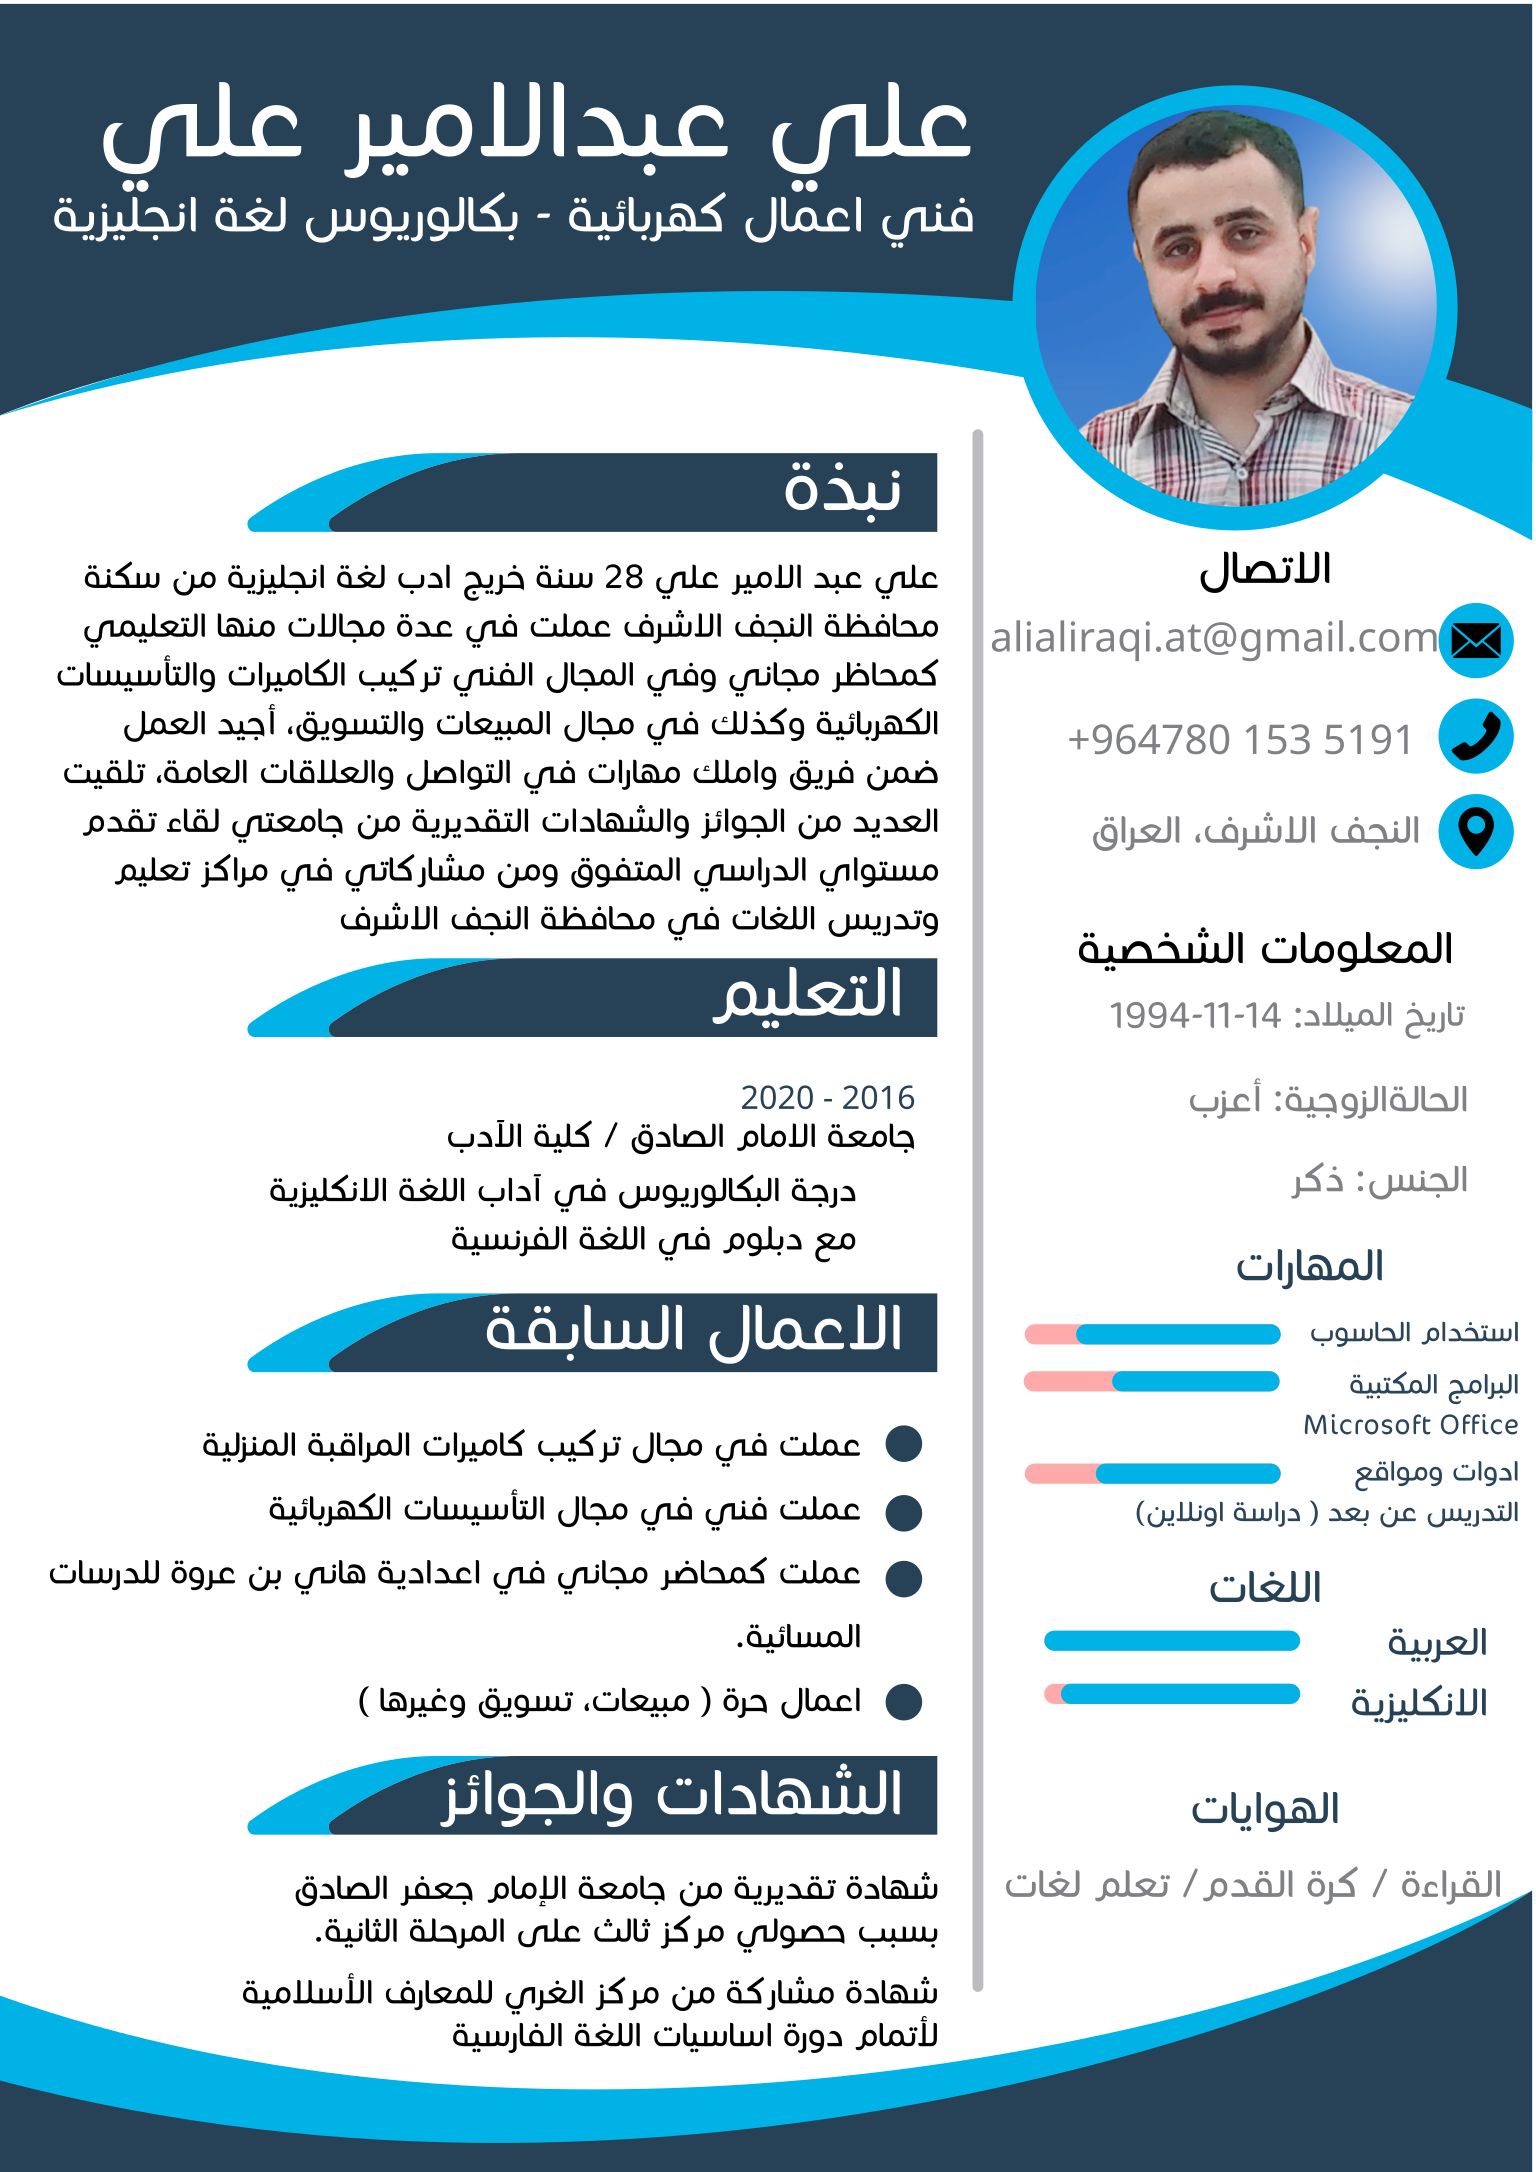 علي عبدالامير علي
فني اعمال كهربائية - بكالوريوس لغة انجليزية
الاتصال
alialiraqi.at@gmail.com
+964780 153 5191
النجف الاشرف، العراق
المعلومات الشخصية
تاريخ الميلاد: 14-11-1994
الحالةالزوجية: أعزب
الجنس: ذكر
المهارات
استخدام الحاسوب
البرامج المكتبية
Microsoft Office
ادوات ومواقع
التدريس عن بعد ( دراسة اونلاين)
اللغات
العربية
الانكليزية
الهوايات
القراءة / كرة القدم/ تعلم لغات
نبذة
علي عبد الامير علي 28 سنة خريج ادب لغة انجليزية من سكنة
محافظة النجف الاشرف عملت في عدة مجالات منها التعليمي
كمحاظر مجاني وفي المجال الفني تركيب الكاميرات والتأسيسات
الكهربائية وكذلك في مجال المبيعات والتسويق، أجيد العمل
ضمن فريق واملك مهارات في التواصل والعلاقات العامة، تلقيت
العديد من الجوائز والشهادات التقديرية من جامعتي لقاء تقدم
مستواي الدراسي المتفوق ومن مشاركاتي في مراكز تعليم
وتدريس اللغات في محافظة النجف الاشرف
التعليم
2020 - 2016
جامعة الامام الصادق / كلية الآدب
درجة البكالوريوس في آداب اللغة الانكليزية
مع دبلوم في اللغة الفرنسية
الاعمال السابقة
عملت في مجال تركيب كاميرات المراقبة المنزلية
عملت فني في مجال التأسيسات الكهربائية
عملت كمحاضر مجاني في اعدادية هاني بن عروة للدرسات
المسائية.
اعمال حرة ( مبيعات، تسويق وغيرها )
الشهادات والجوائز
شهادة تقديرية من جامعة الإمام جعفر الصادق
بسبب حصولي مركز ثالث على المرحلة الثانية.
شهادة مشاركة من مركز الغري للمعارف الأسلامية
لأتمام دورة اساسيات اللغة الفارسية